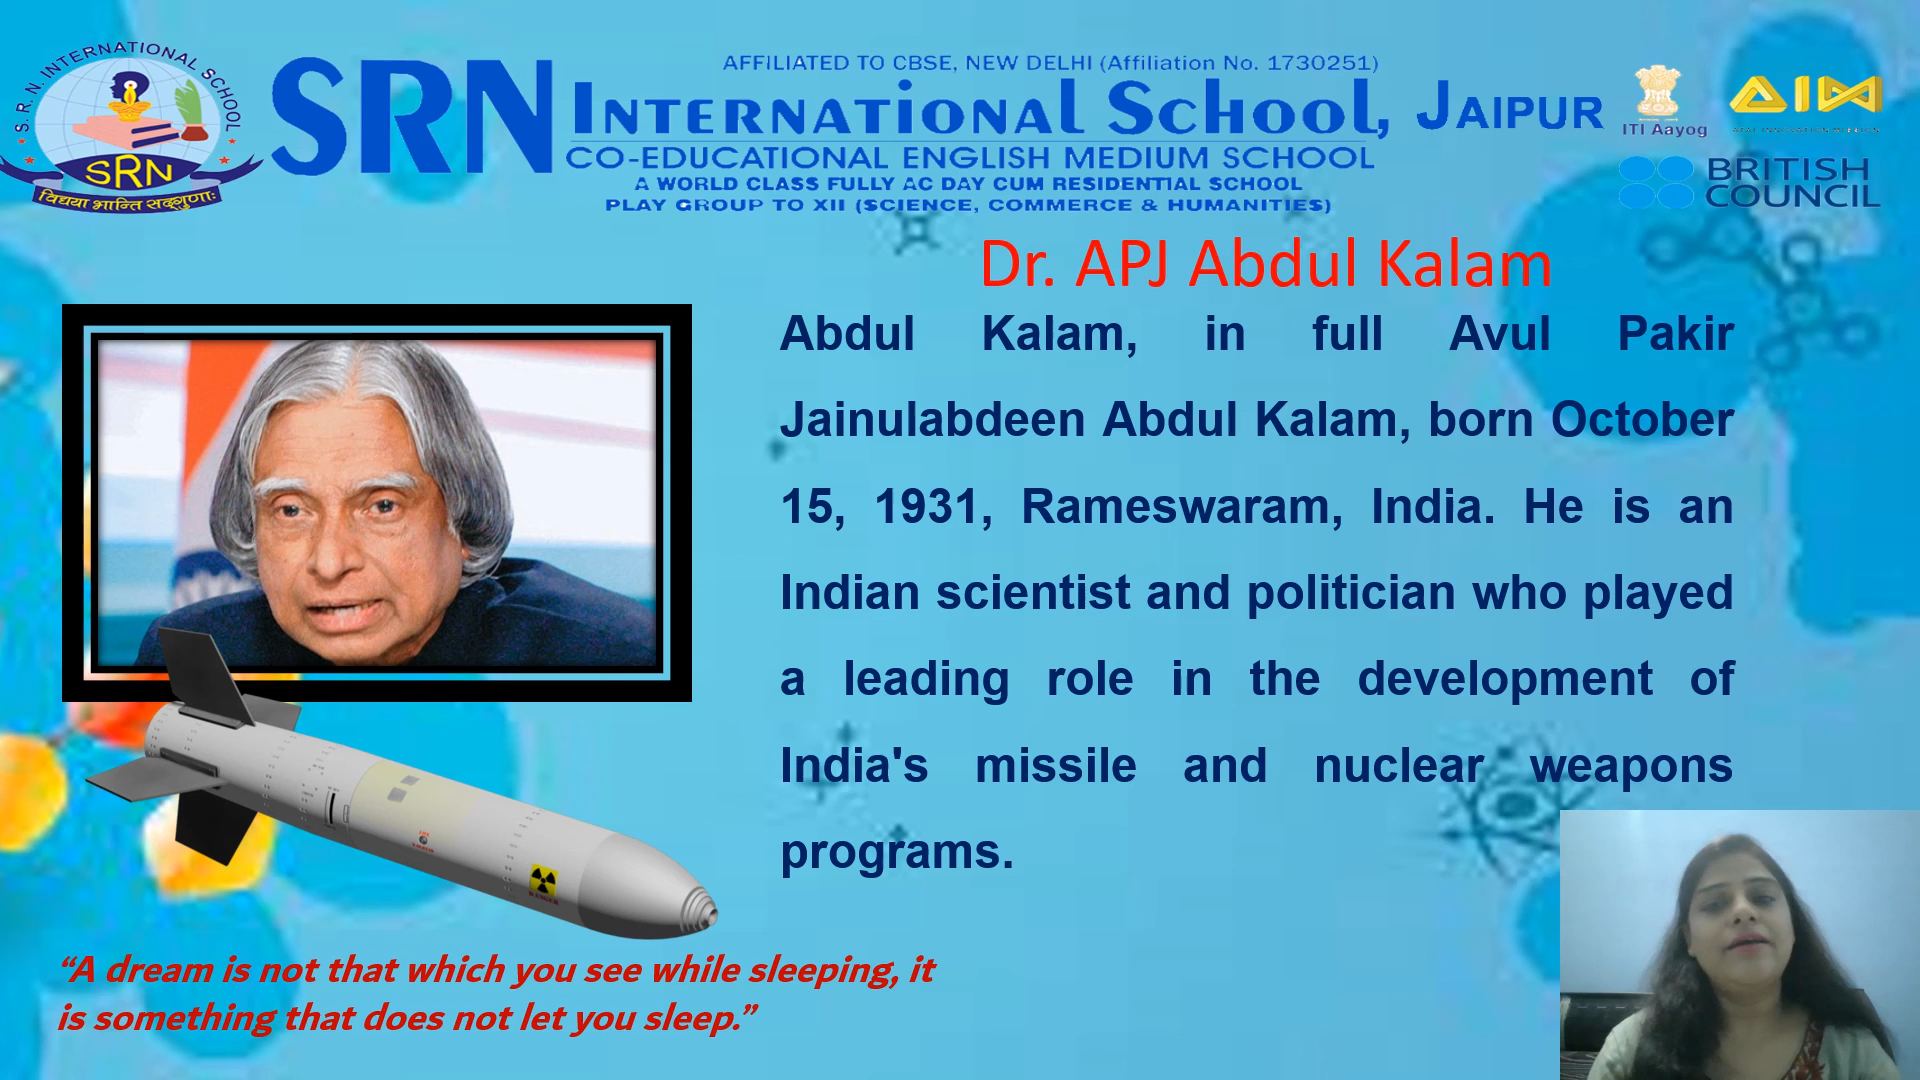 S. R. N. INTERNATIONAL SCHOOL
SRN
विद्यया भान्ति सद्गुणाः
AFFILIATED TO CBSE, NEW DELHI (Affiliation No. 1730251)
SRN INTERNATIONAL SCHOOL, JAIPUR
CO-EDUCATIONAL ENGLISH MEDIUM SCHOOL
A WORLD CLASS FULLY AC DAY CUM RESIDENTIAL SCHOOL
PLAY GROUP TO XII (SCIENCE, COMMERCE & HUMANITIES)
ITI Aayog
AIM
ATAL INNOVATION MISSION
BRITISH
COUNCIL
Dr. APJ Abdul Kalam
Abdul Kalam, in full Avul Pakir
Jainulabdeen Abdul Kalam, born October
15, 1931, Rameswaram, India. He is an
Indian scientist and politician who played
a leading role in the development of
India's missile and nuclear weapons
programs.
“A dream is not that which you see while sleeping, it
is something that does not let you sleep.”